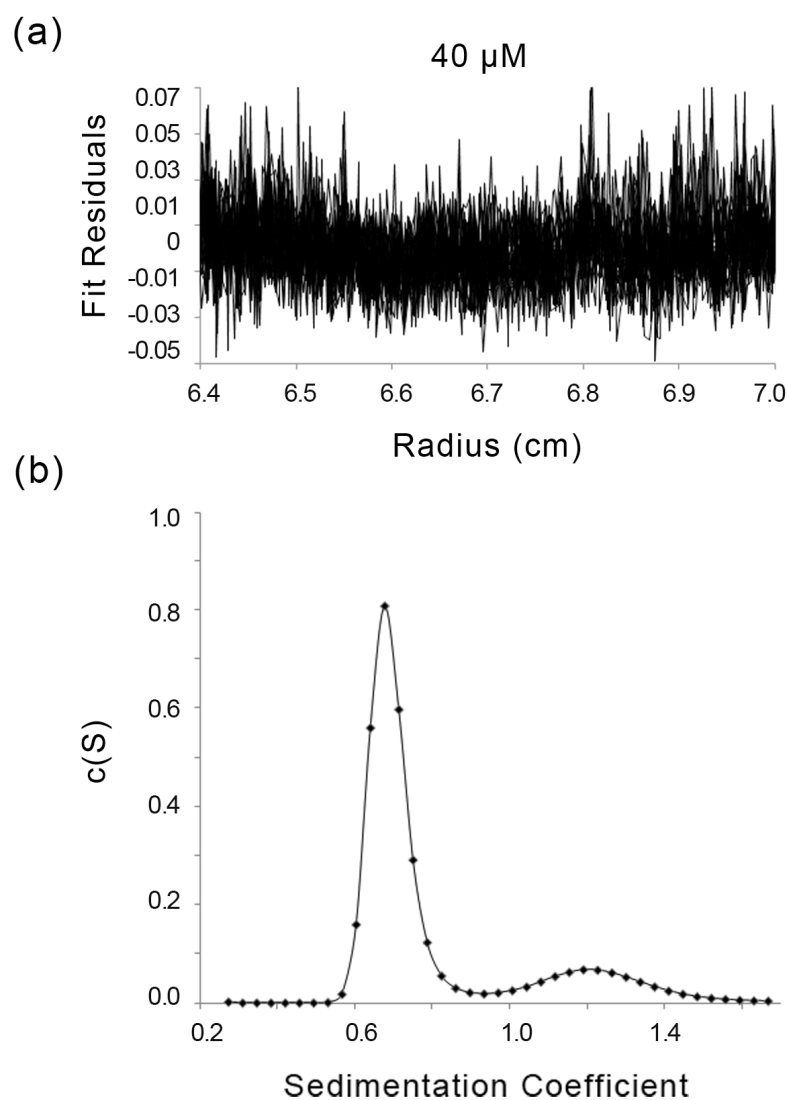 (a)
40 µM
Fit Residuals
0.07
0.05
0.03
0.01
0
-0.01
-0.03
-0.05
6.4 6.5 6.6 6.7 6.8 6.9 7.0
Radius (cm)
(b)
c(S)
1.0
0.8
0.6
0.4
0.2
0.0
0.2 0.6 1.0 1.4
Sedimentation Coefficient